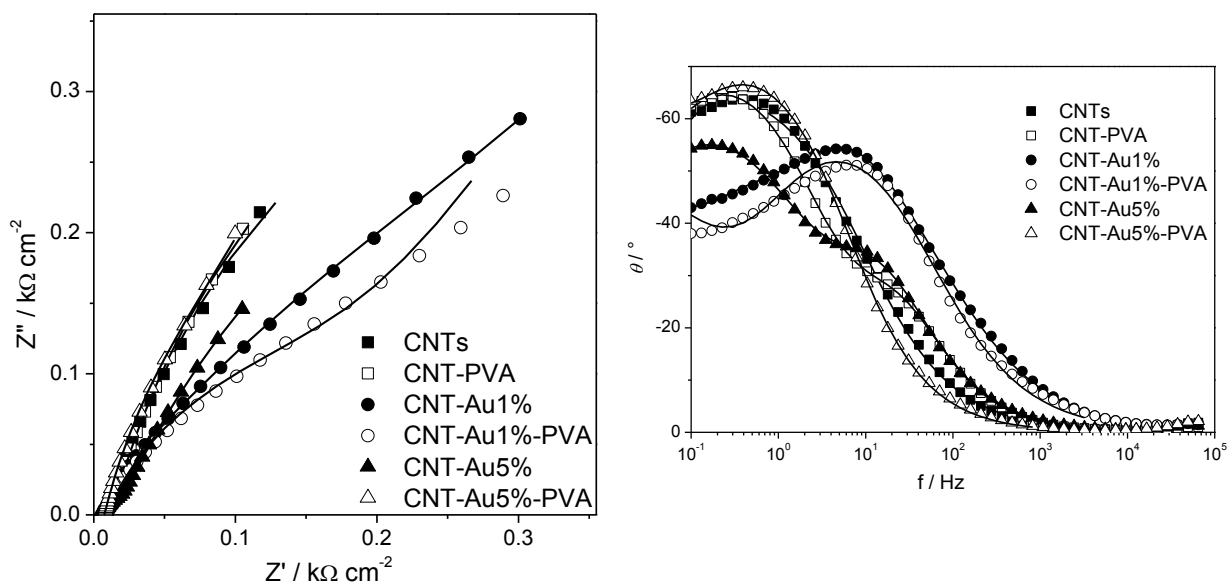 0.3
0.2
0.1
0.0
Z'' / kΩ cm⁻²
0.0 0.1 0.2 0.3
Z' / kΩ cm⁻²
CNTs
CNT-PVA
CNT-Au1%
CNT-Au1%-PVA
CNT-Au5%
CNT-Au5%-PVA
-60
-40
-20
0
θ / °
10⁻¹ 10⁰ 10¹ 10² 10³ 10⁴ 10⁵
f / Hz
CNTs
CNT-PVA
CNT-Au1%
CNT-Au1%-PVA
CNT-Au5%
CNT-Au5%-PVA